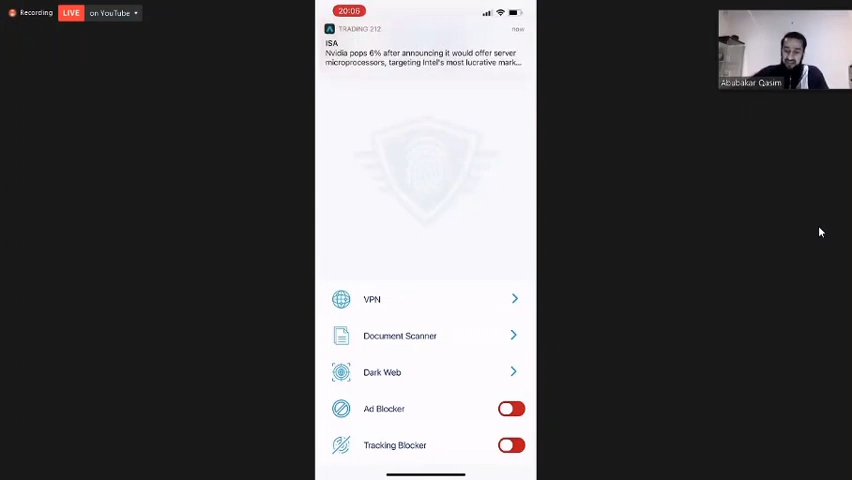 Recording
LIVE
on YouTube
20:06
TRADING 212
now
ISA
Nvidia pops 6% after announcing it would offer server
microprocessors, targeting Intel's most lucrative mark...
Abubakar Qasim
VPN
Document Scanner
Dark Web
Ad Blocker
Tracking Blocker